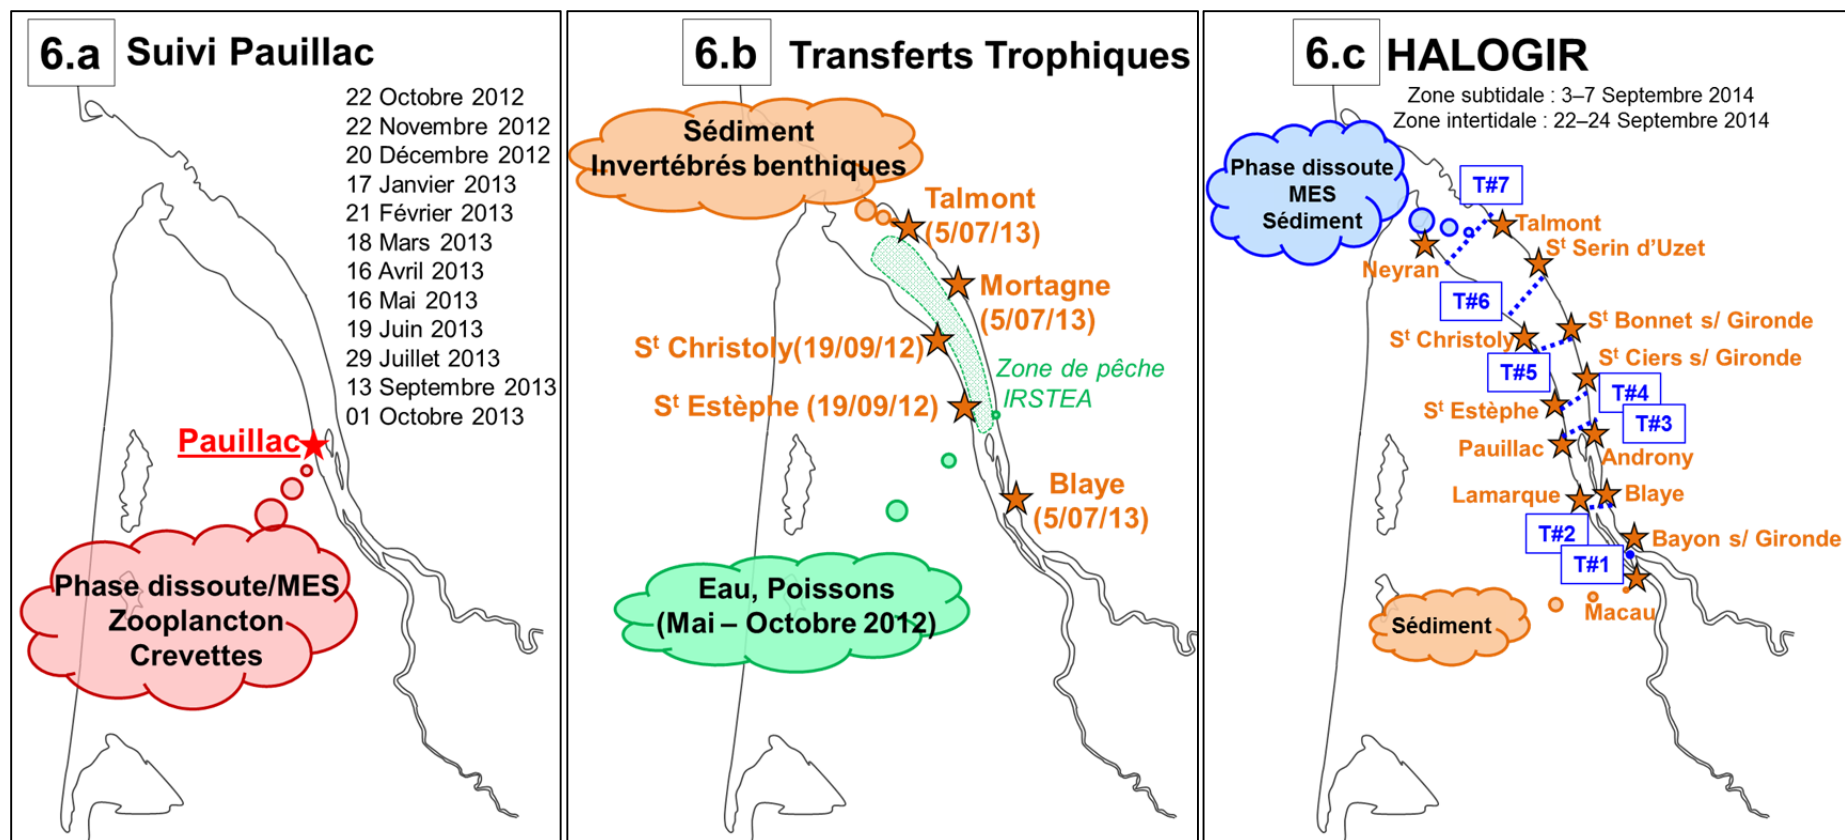 6.a Suivi Pauillac
22 Octobre 2012
22 Novembre 2012
20 Décembre 2012
17 Janvier 2013
21 Février 2013
18 Mars 2013
16 Avril 2013
16 Mai 2013
19 Juin 2013
29 Juillet 2013
13 Septembre 2013
01 Octobre 2013
Pauillac
Phase dissoute/MES
Zooplancton
Crevettes
6.b Transferts Trophiques
Sédiment
Invertébrés benthiques
Talmont
(5/07/13)
Mortagne
(5/07/13)
St Christoly(19/09/12)
Zone de pêche
IRSTEA
St Estèphe (19/09/12)
Blaye
(5/07/13)
Eau, Poissons
(Mai – Octobre 2012)
6.c HALOGIR
Zone subtidale : 3–7 Septembre 2014
Zone intertidale : 22–24 Septembre 2014
Phase dissoute
MES
Sédiment
T#7
Talmont
St Serin d'Uzet
Neyran
T#6
St Bonnet s/ Gironde
St Christoly
St Ciers s/ Gironde
T#5
T#4
St Estèphe
T#3
Pauillac
Androny
Lamarque
Blaye
T#2
Bayon s/ Gironde
T#1
Macau
Sédiment